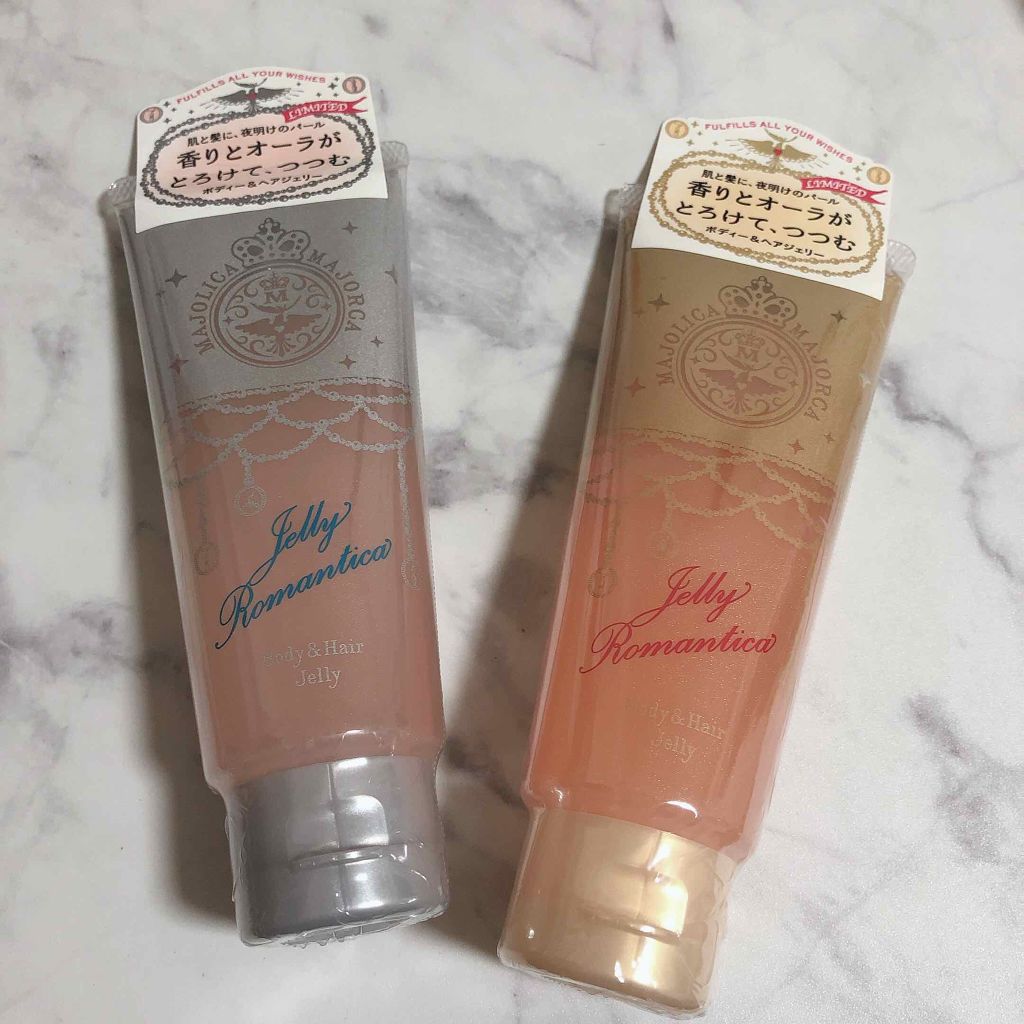 FULFILLS ALL YOUR WISHES
LIMITED
肌と髪に、夜明けのパール
香りとオーラが
とろけて、つつむ
ボディー&ヘアジェリー
MAJOLICA MAJORCA
M
Jelly
Romantica
Body & Hair
Jelly
FULFILLS ALL YOUR WISHES
LIMITED
肌と髪に、夜明けのパール
香りとオーラが
とろけて、つつむ
ボディー&ヘアジェリー
MAJOLICA MAJORCA
M
Jelly
Romantica
Body & Hair
Jelly